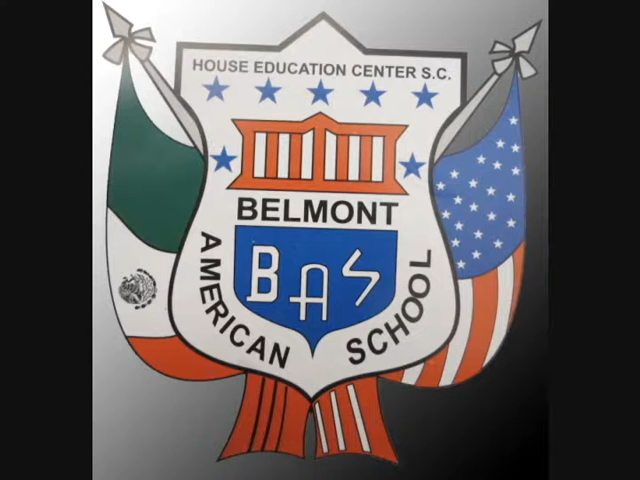 HOUSE EDUCATION CENTER S.C.
BELMONT
BAS
AMERICAN SCHOOL